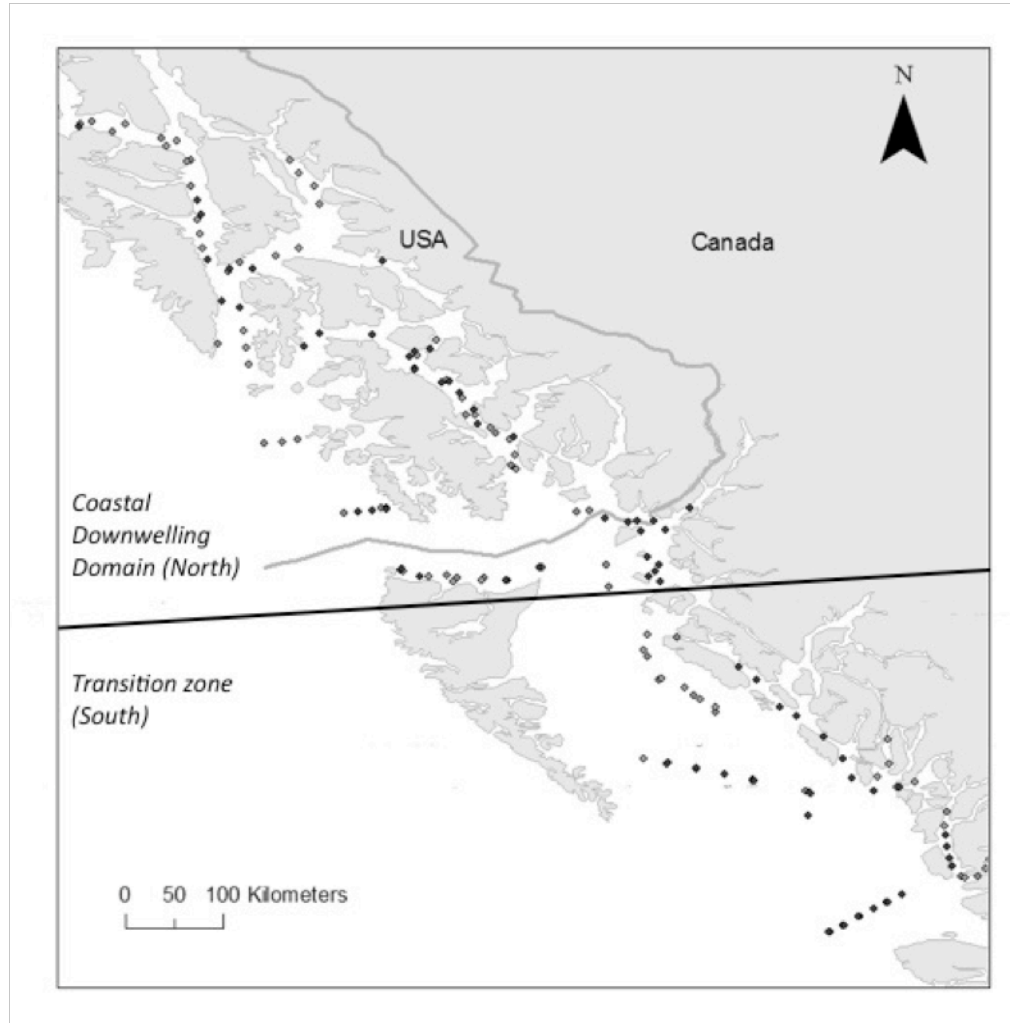 N
USA
Canada
Coastal
Downwelling
Domain (North)
Transition zone
(South)
0 50 100 Kilometers